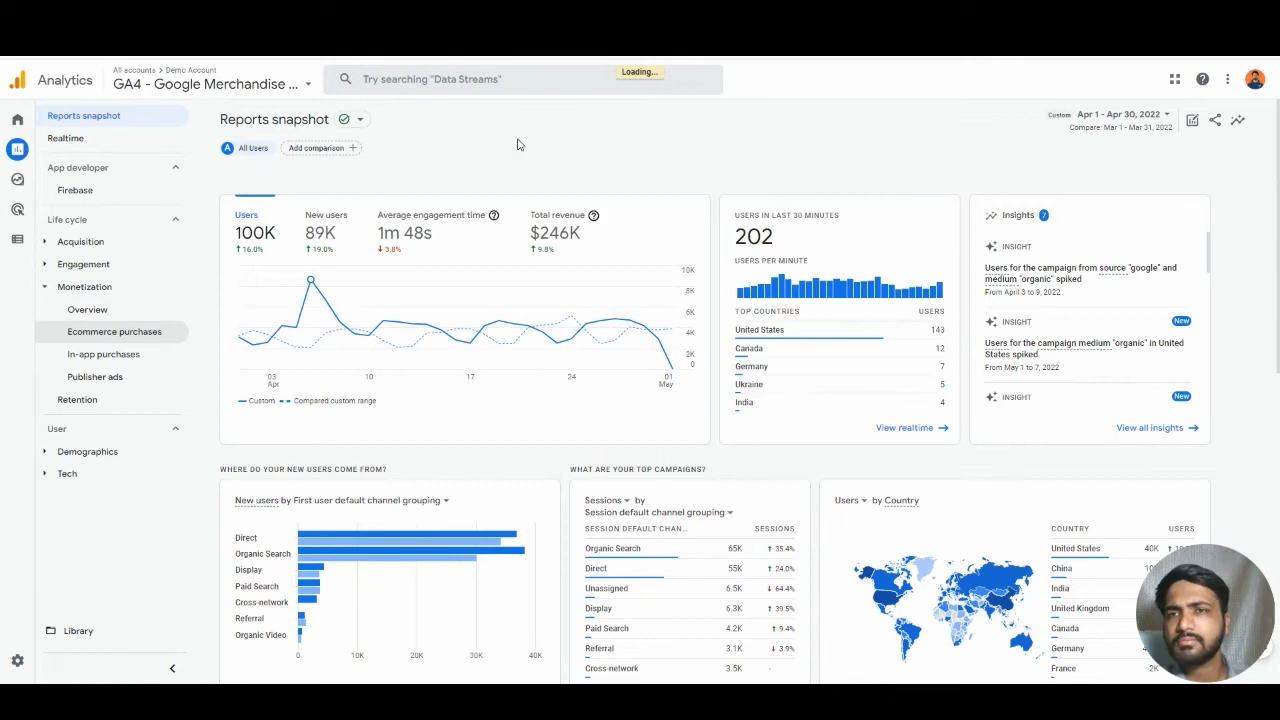 Analytics
All accounts > Demo Account
GA4 - Google Merchandise ...
Try searching "Data Streams"
Loading...
Reports snapshot
Realtime
App developer
Firebase
Life cycle
Acquisition
Engagement
Monetization
Overview
Ecommerce purchases
In-app purchases
Publisher ads
Retention
User
Demographics
Tech
Library
Reports snapshot
Custom Apr 1 - Apr 30, 2022
Compare: Mar 1 - Mar 31, 2022
A All Users
Add comparison +
Users
100K
↑ 16.0%
New users
89K
↑ 19.0%
Average engagement time
1m 48s
↓ 3.8%
Total revenue
$246K
↑ 9.8%
10K
8K
6K
4K
2K
0
03
Apr
10
17
24
01
May
Custom
Compared custom range
USERS IN LAST 30 MINUTES
202
USERS PER MINUTE
TOP COUNTRIES USERS
United States 143
Canada 12
Germany 7
Ukraine 5
India 4
View realtime →
Insights 7
INSIGHT
Users for the campaign from source "google" and
medium "organic" spiked
From April 3 to 9, 2022
INSIGHT New
Users for the campaign medium "organic" in United
States spiked
From May 1 to 7, 2022
INSIGHT New
View all insights →
WHERE DO YOUR NEW USERS COME FROM?
New users by First user default channel grouping
Direct
Organic Search
Display
Paid Search
Cross-network
Referral
Organic Video
0 10K 20K 30K 40K
WHAT ARE YOUR TOP CAMPAIGNS?
Sessions by
Session default channel grouping
SESSION DEFAULT CHAN... SESSIONS
Organic Search 65K ↑ 35.4%
Direct 55K ↑ 24.0%
Unassigned 6.5K ↓ 64.4%
Display 6.3K ↑ 39.5%
Paid Search 4.2K ↑ 9.4%
Referral 3.1K ↓ 3.9%
Cross-network 3.5K -
Users by Country
COUNTRY USERS
United States 40K
China
India
United Kingdom
Canada
Germany
France 2K